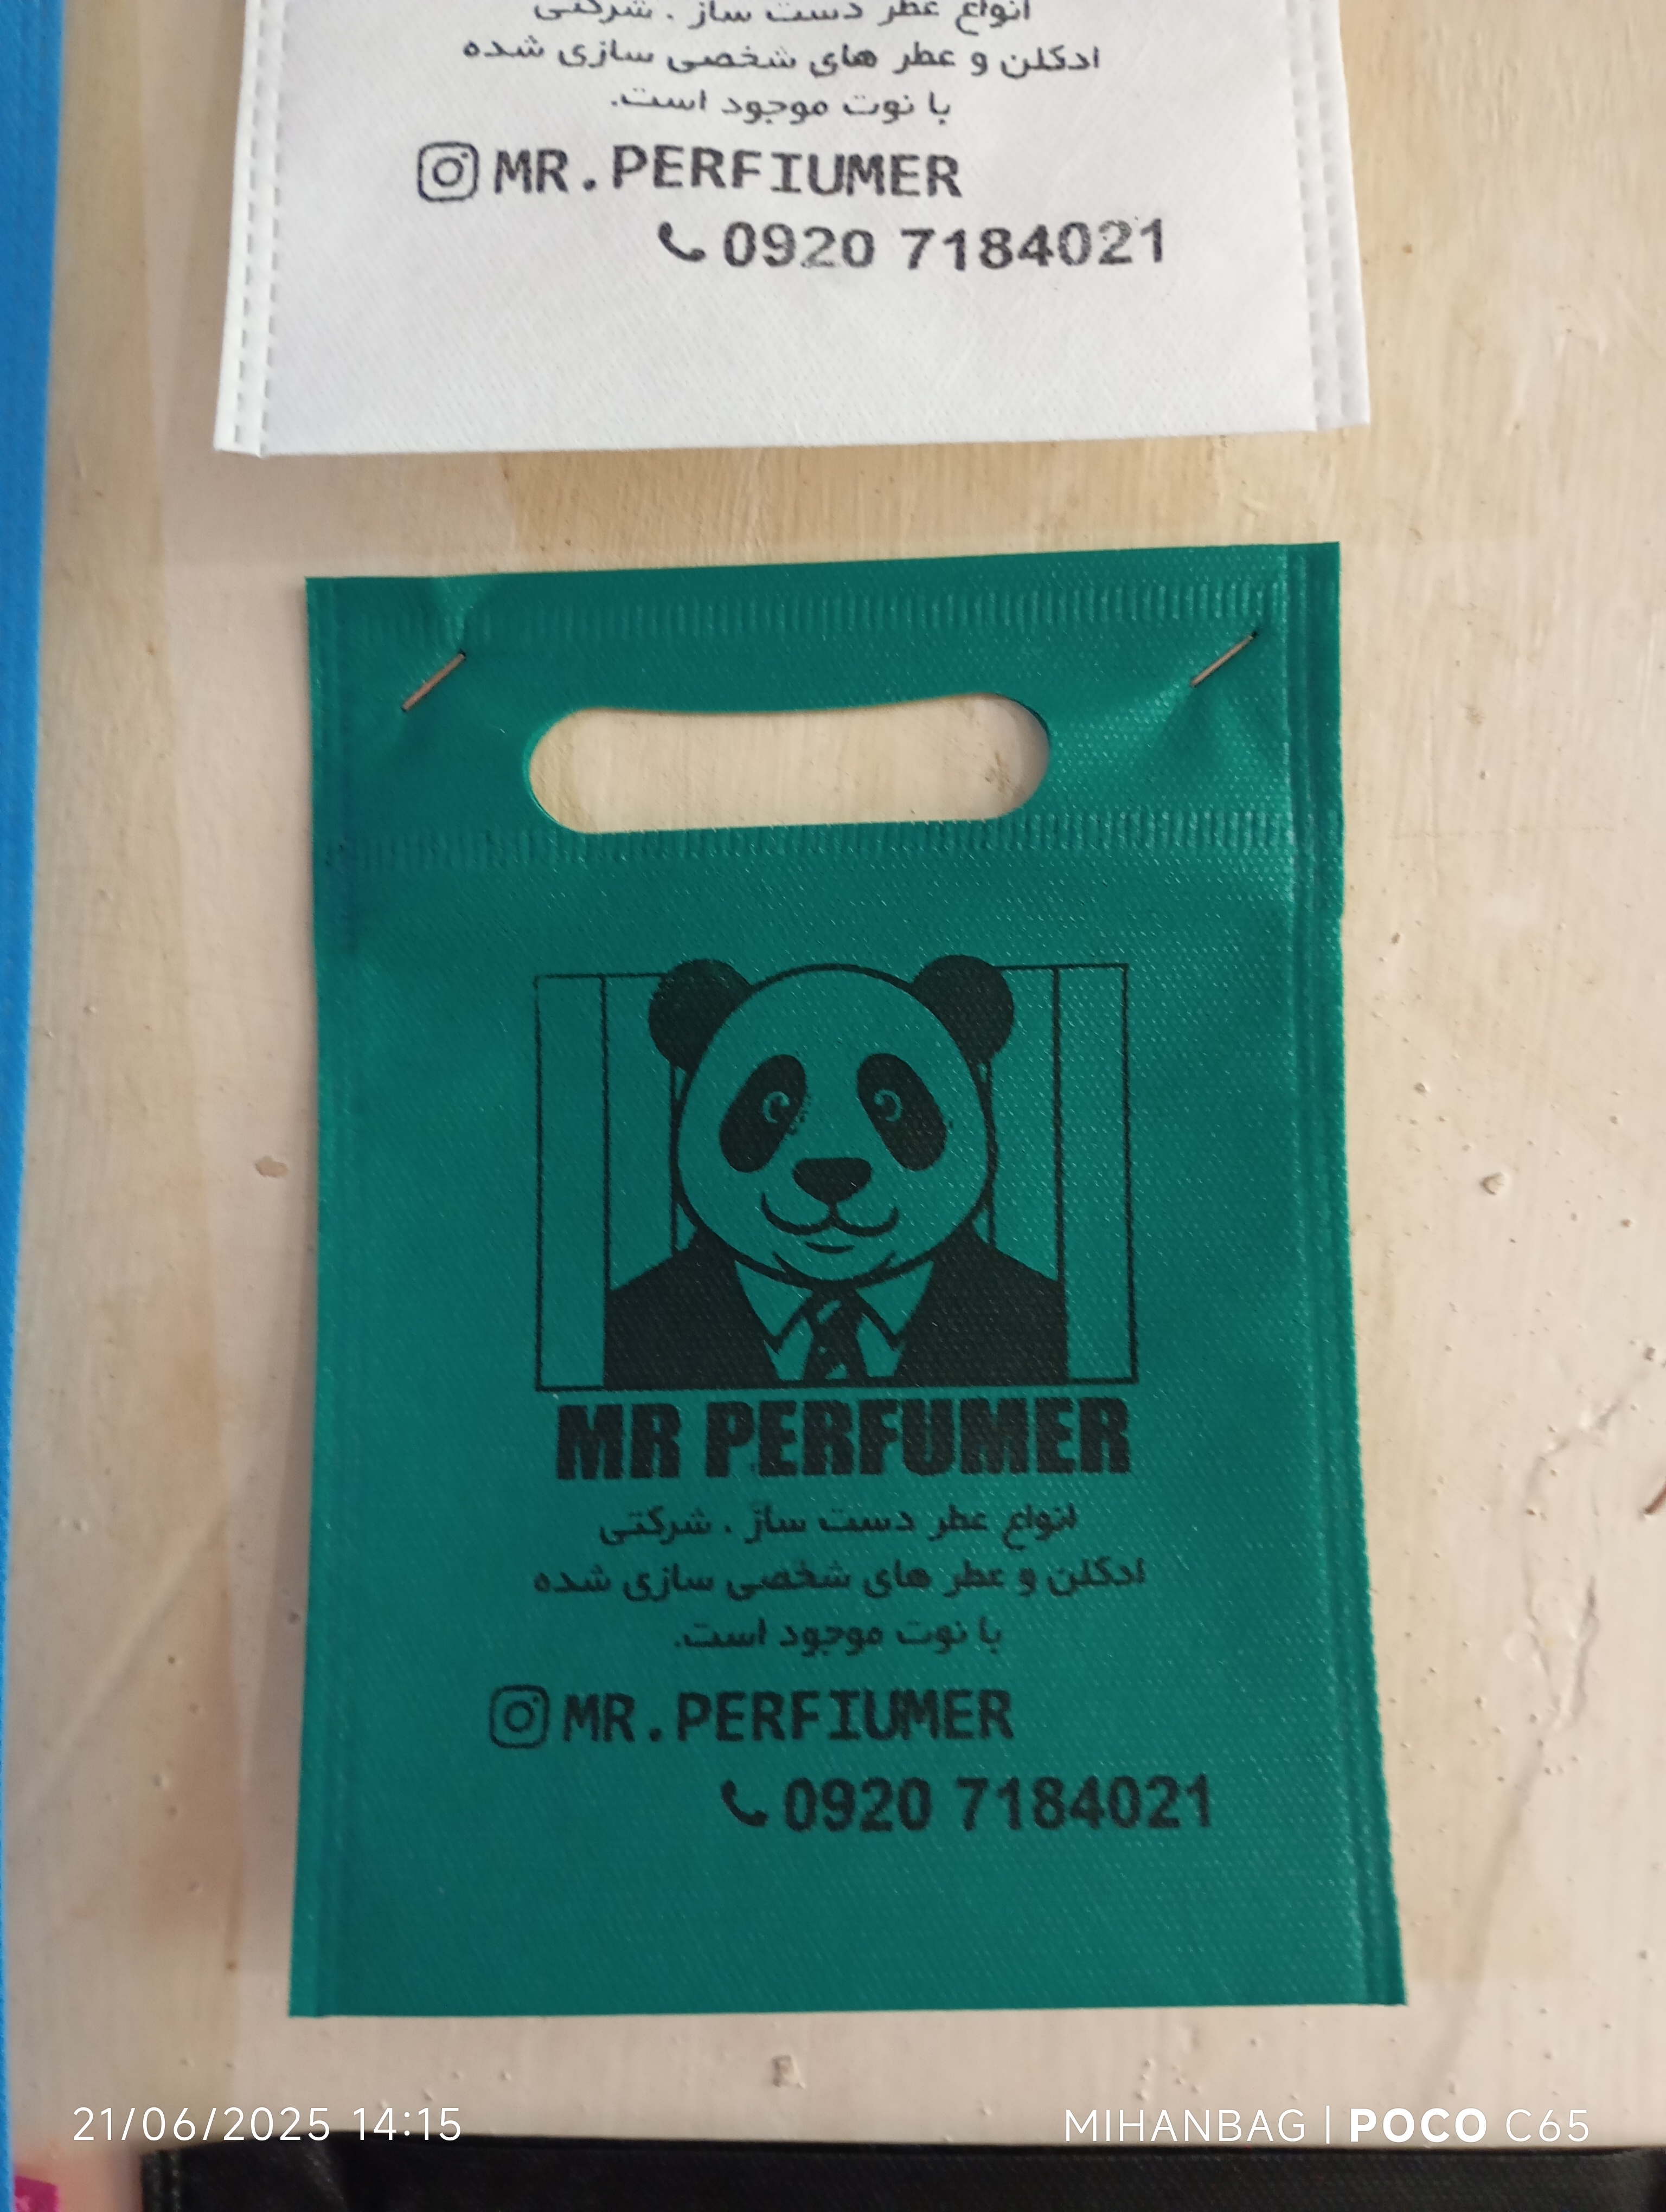 انواع عطر دست ساز . شرکتی
ادکلن و عطر های شخصی سازی شده
با نوت موجود است.
MR.PERFIUMER
0920 7184021
MR PERFUMER
انواع عطر دست ساز . شرکتی
ادکلن و عطر های شخصی سازی شده
با نوت موجود است.
MR.PERFIUMER
0920 7184021
21/06/2025 14:15
MIHANBAG | POCO C65